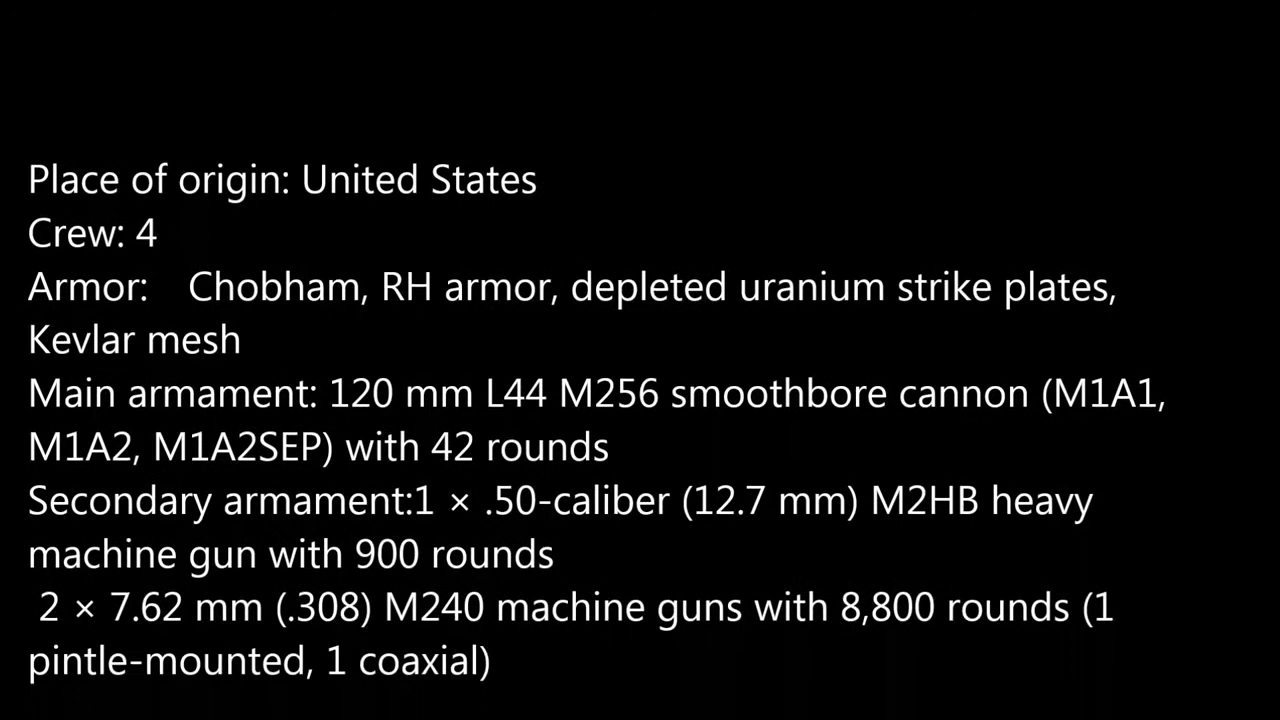 Place of origin: United States
Crew: 4
Armor:    Chobham, RH armor, depleted uranium strike plates,
Kevlar mesh
Main armament: 120 mm L44 M256 smoothbore cannon (M1A1,
M1A2, M1A2SEP) with 42 rounds
Secondary armament:1 × .50-caliber (12.7 mm) M2HB heavy
machine gun with 900 rounds
2 × 7.62 mm (.308) M240 machine guns with 8,800 rounds (1
pintle-mounted, 1 coaxial)